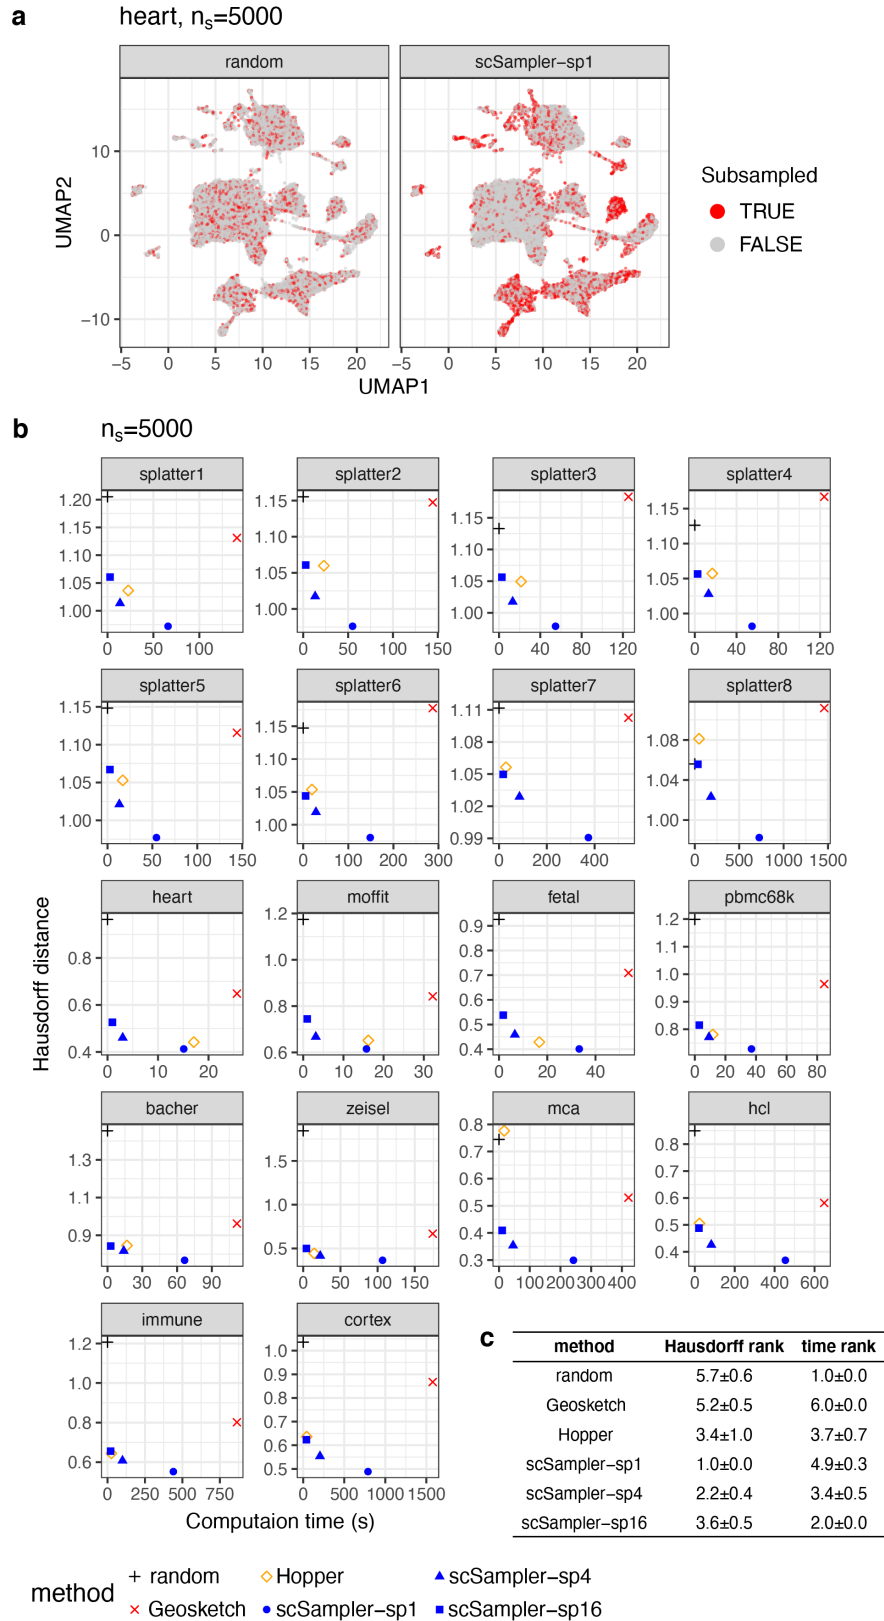 a
heart, nₛ=5000
random
scSampler−sp1
UMAP2
10
0
−10
−5 0 5 10 15 20
−5 0 5 10 15 20
UMAP1
Subsampled
TRUE
FALSE
b
nₛ=5000
splatter1
splatter2
splatter3
splatter4
1.20
1.15
1.10
1.05
1.00
0 50 100
1.15
1.10
1.05
1.00
0 50 100 150
1.15
1.10
1.05
1.00
0 40 80 120
1.15
1.10
1.05
1.00
0 40 80 120
splatter5
splatter6
splatter7
splatter8
1.15
1.10
1.05
1.00
0 50 100 150
1.15
1.10
1.05
1.00
0 100 200 300
1.11
1.08
1.05
1.02
0.99
0 200 400
1.08
1.04
1.00
0 500 1000 1500
Hausdorff distance
heart
moffit
fetal
pbmc68k
0.8
0.6
0.4
0 10 20
1.2
1.0
0.8
0.6
0 10 20 30
0.9
0.8
0.7
0.6
0.5
0.4
0 20 40
1.2
1.0
0.9
0.8
0 20 40 60 80
bacher
zeisel
mca
hcl
1.3
1.1
0.9
0 30 60 90
1.5
1.0
0.5
0 50 100 150
0.8
0.7
0.6
0.5
0.4
0.3
0 100 200 300 400
0.8
0.6
0.5
0.4
0 200 400 600
immune
cortex
1.2
1.0
0.8
0.6
0 250 500 750
1.0
0.9
0.8
0.7
0.6
0.5
0 500 1000 1500
Computaion time (s)
c
method Hausdorff rank time rank
random 5.7±0.6 1.0±0.0
Geosketch 5.2±0.5 6.0±0.0
Hopper 3.4±1.0 3.7±0.7
scSampler−sp1 1.0±0.0 4.9±0.3
scSampler−sp4 2.2±0.4 3.4±0.5
scSampler−sp16 3.6±0.5 2.0±0.0
method
random Hopper scSampler−sp4
Geosketch scSampler−sp1 scSampler−sp16